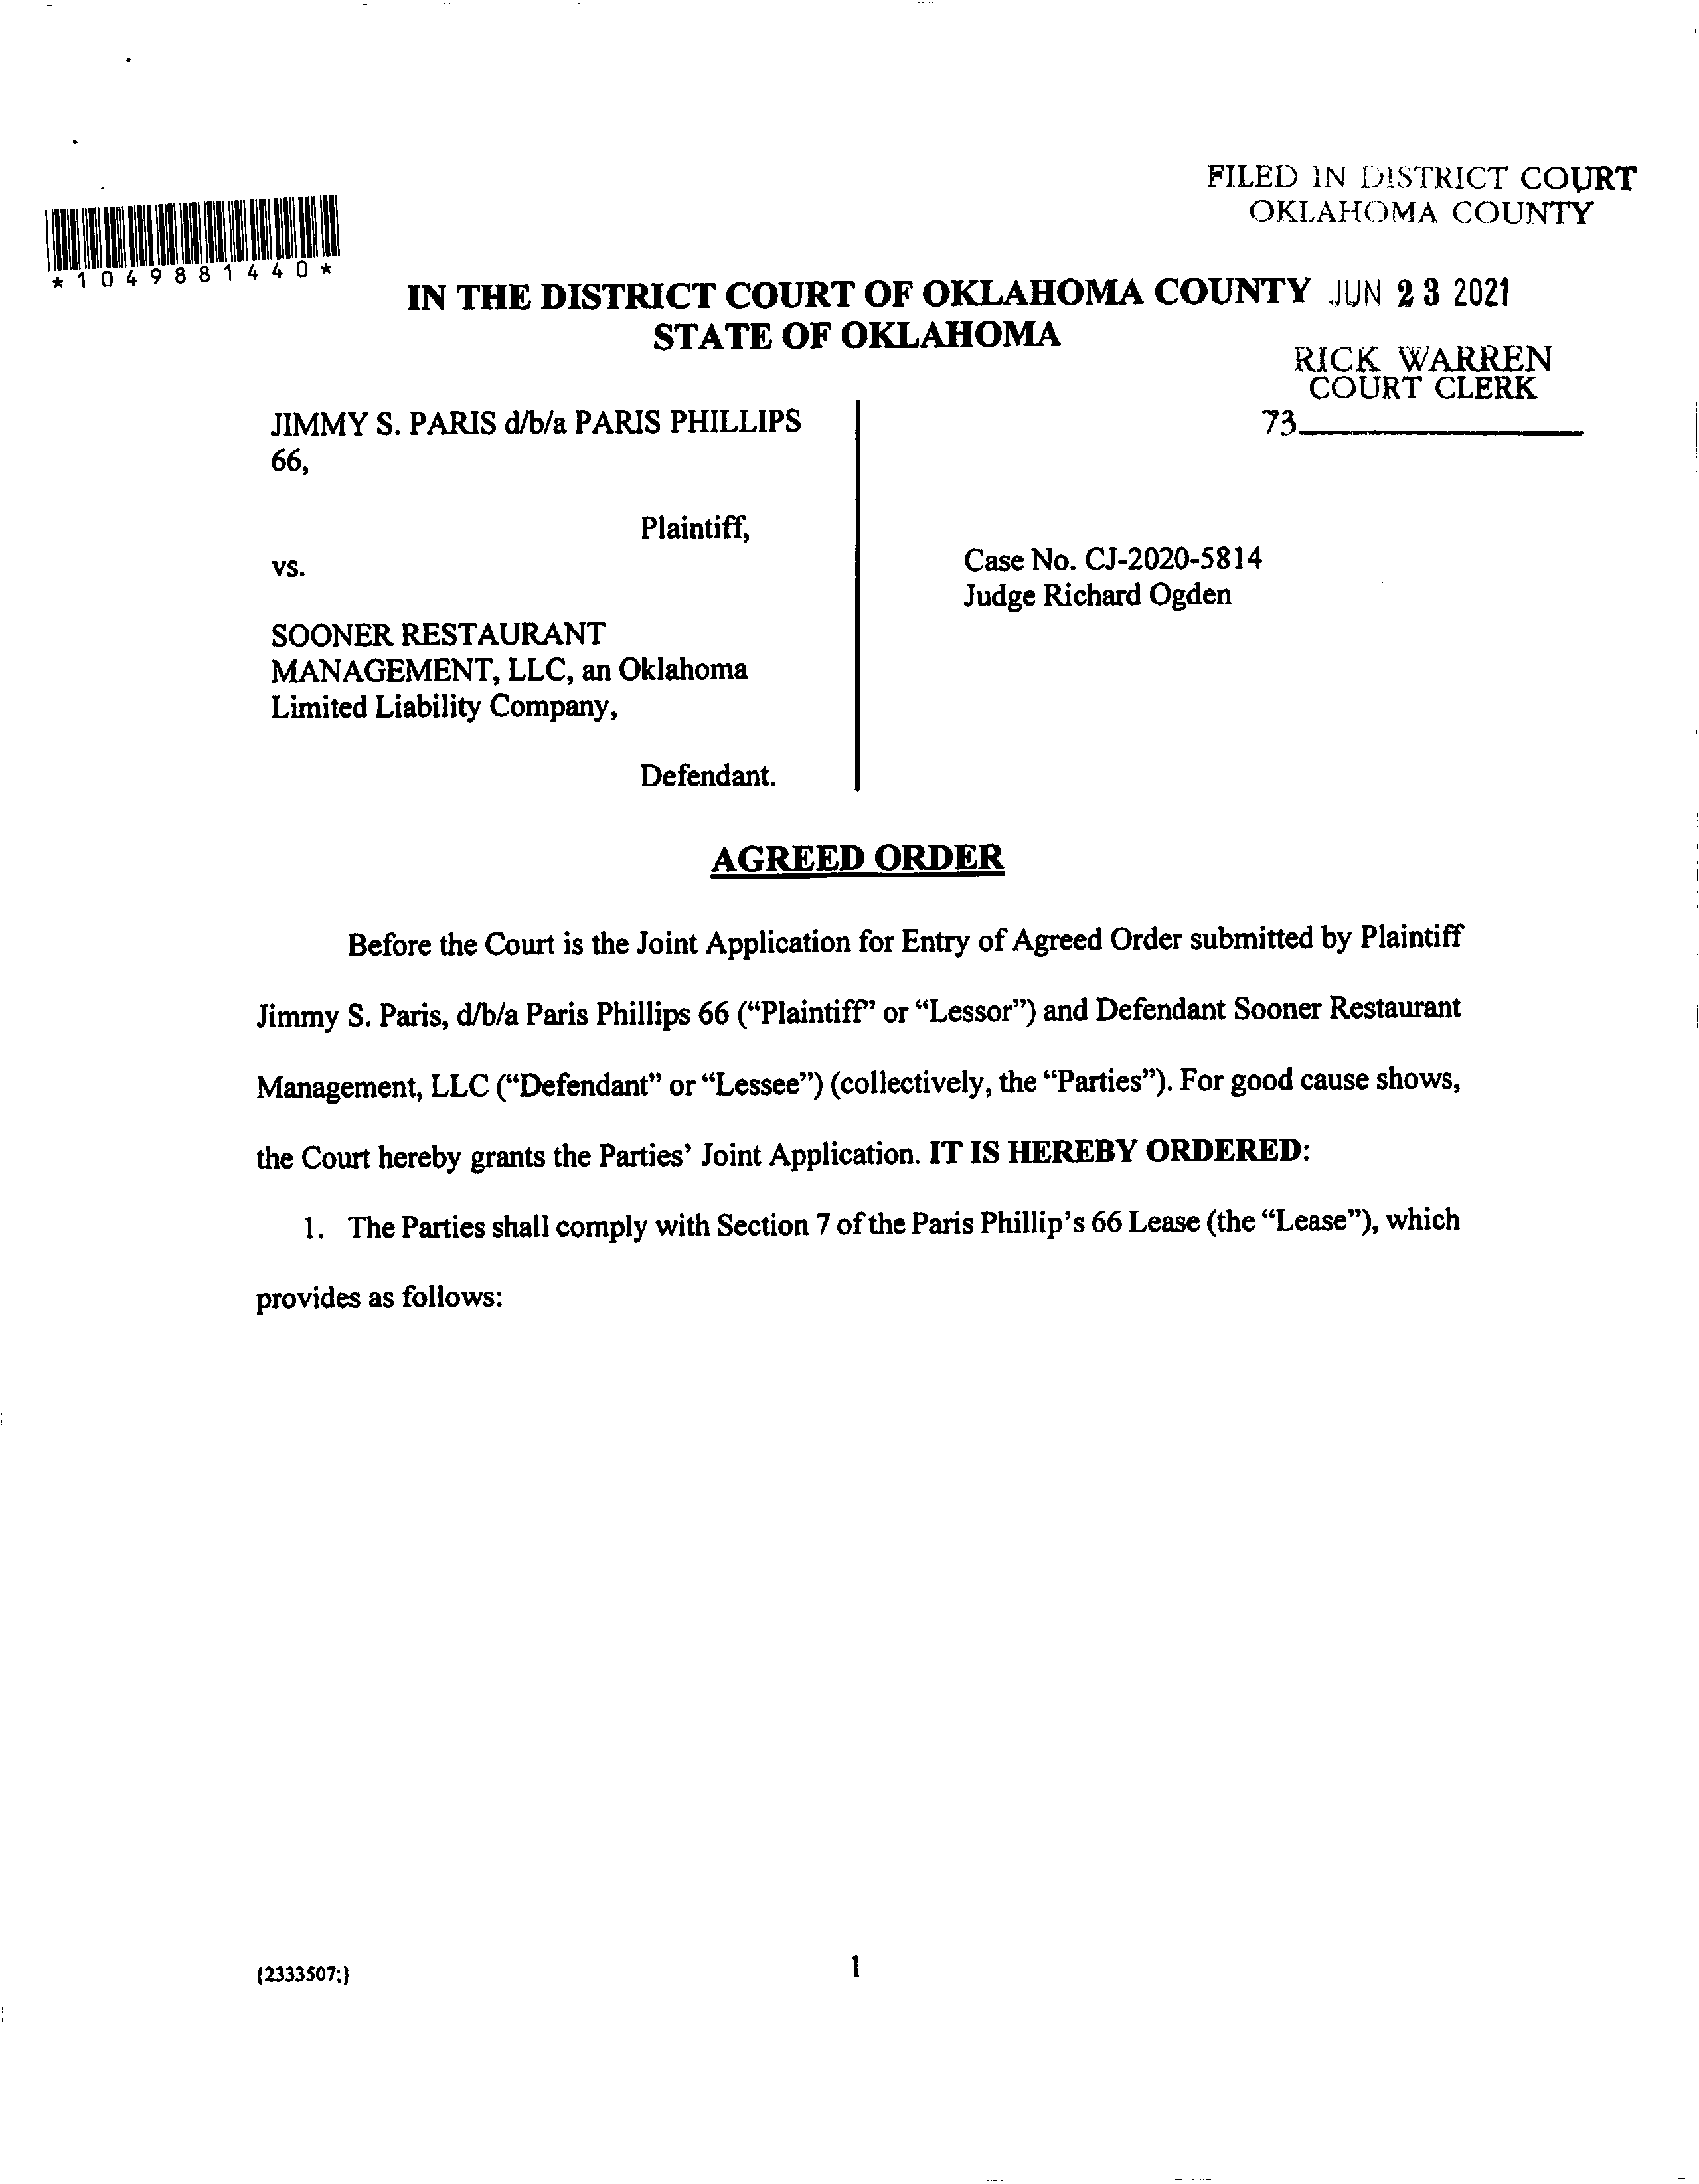 FILED IN DISTRICT COURT
OKLAHOMA COUNTY
*1049881440*
IN THE DISTRICT COURT OF OKLAHOMA COUNTY JUN 23 2021
STATE OF OKLAHOMA
RICK WARREN
COURT CLERK
73
JIMMY S. PARIS d/b/a PARIS PHILLIPS
66,
Plaintiff,
vs.
Case No. CJ-2020-5814
Judge Richard Ogden
SOONER RESTAURANT
MANAGEMENT, LLC, an Oklahoma
Limited Liability Company,
Defendant.
AGREED ORDER
Before the Court is the Joint Application for Entry of Agreed Order submitted by Plaintiff
Jimmy S. Paris, d/b/a Paris Phillips 66 (“Plaintiff” or “Lessor”) and Defendant Sooner Restaurant
Management, LLC (“Defendant” or “Lessee”) (collectively, the “Parties”). For good cause shows,
the Court hereby grants the Parties’ Joint Application. IT IS HEREBY ORDERED:
1. The Parties shall comply with Section 7 of the Paris Phillip’s 66 Lease (the “Lease”), which
provides as follows:
{2333507;}
1